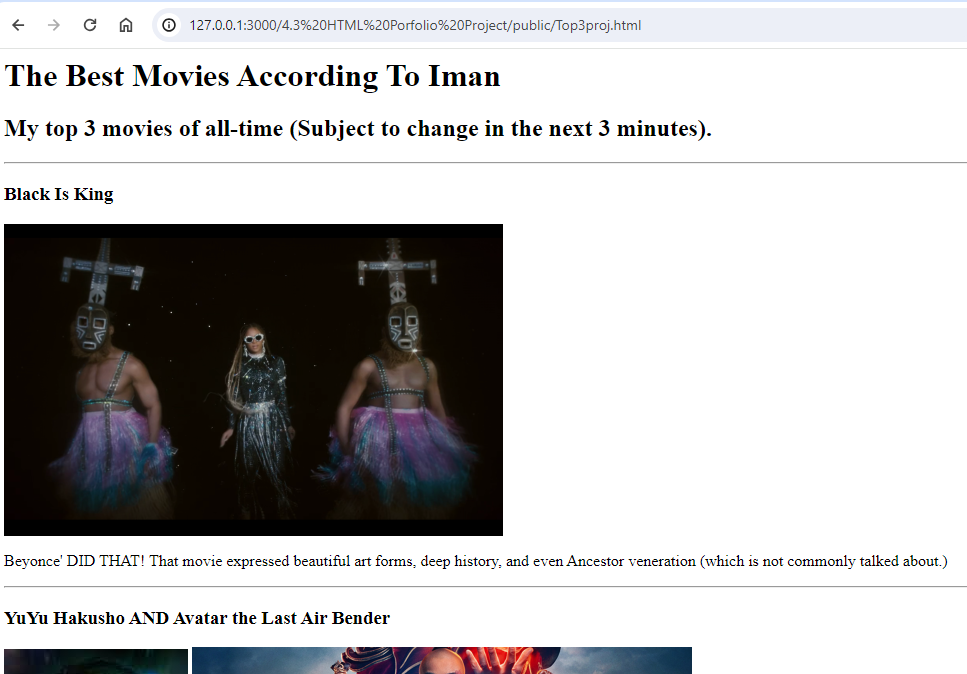 127.0.0.1:3000/4.3%20HTML%20Porfolio%20Project/public/Top3proj.html
The Best Movies According To Iman
My top 3 movies of all-time (Subject to change in the next 3 minutes).
Black Is King
Beyonce' DID THAT! That movie expressed beautiful art forms, deep history, and even Ancestor veneration (which is not commonly talked about.)
YuYu Hakusho AND Avatar the Last Air Bender